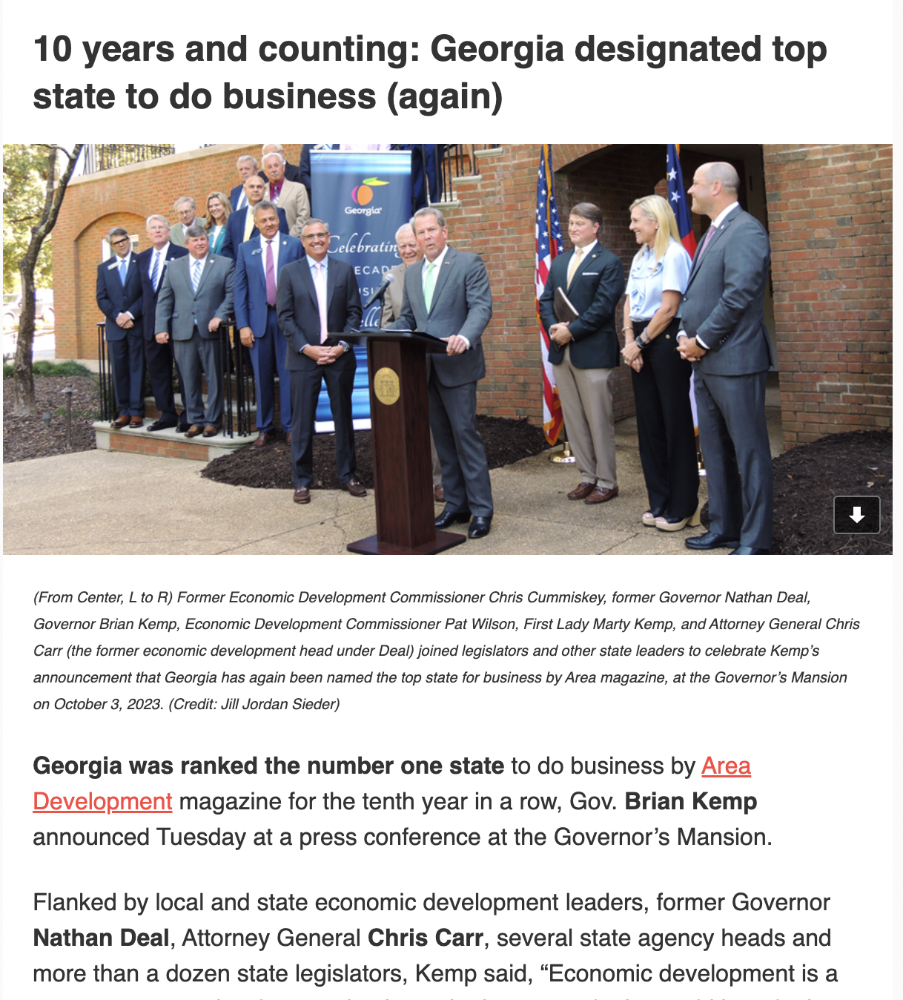 10 years and counting: Georgia designated top
state to do business (again)
Georgia
Celebrating
ECADE
(From Center, L to R) Former Economic Development Commissioner Chris Cummiskey, former Governor Nathan Deal,
Governor Brian Kemp, Economic Development Commissioner Pat Wilson, First Lady Marty Kemp, and Attorney General Chris
Carr (the former economic development head under Deal) joined legislators and other state leaders to celebrate Kemp’s
announcement that Georgia has again been named the top state for business by Area magazine, at the Governor’s Mansion
on October 3, 2023. (Credit: Jill Jordan Sieder)
Georgia was ranked the number one state to do business by Area
Development magazine for the tenth year in a row, Gov. Brian Kemp
announced Tuesday at a press conference at the Governor’s Mansion.
Flanked by local and state economic development leaders, former Governor
Nathan Deal, Attorney General Chris Carr, several state agency heads and
more than a dozen state legislators, Kemp said, “Economic development is a